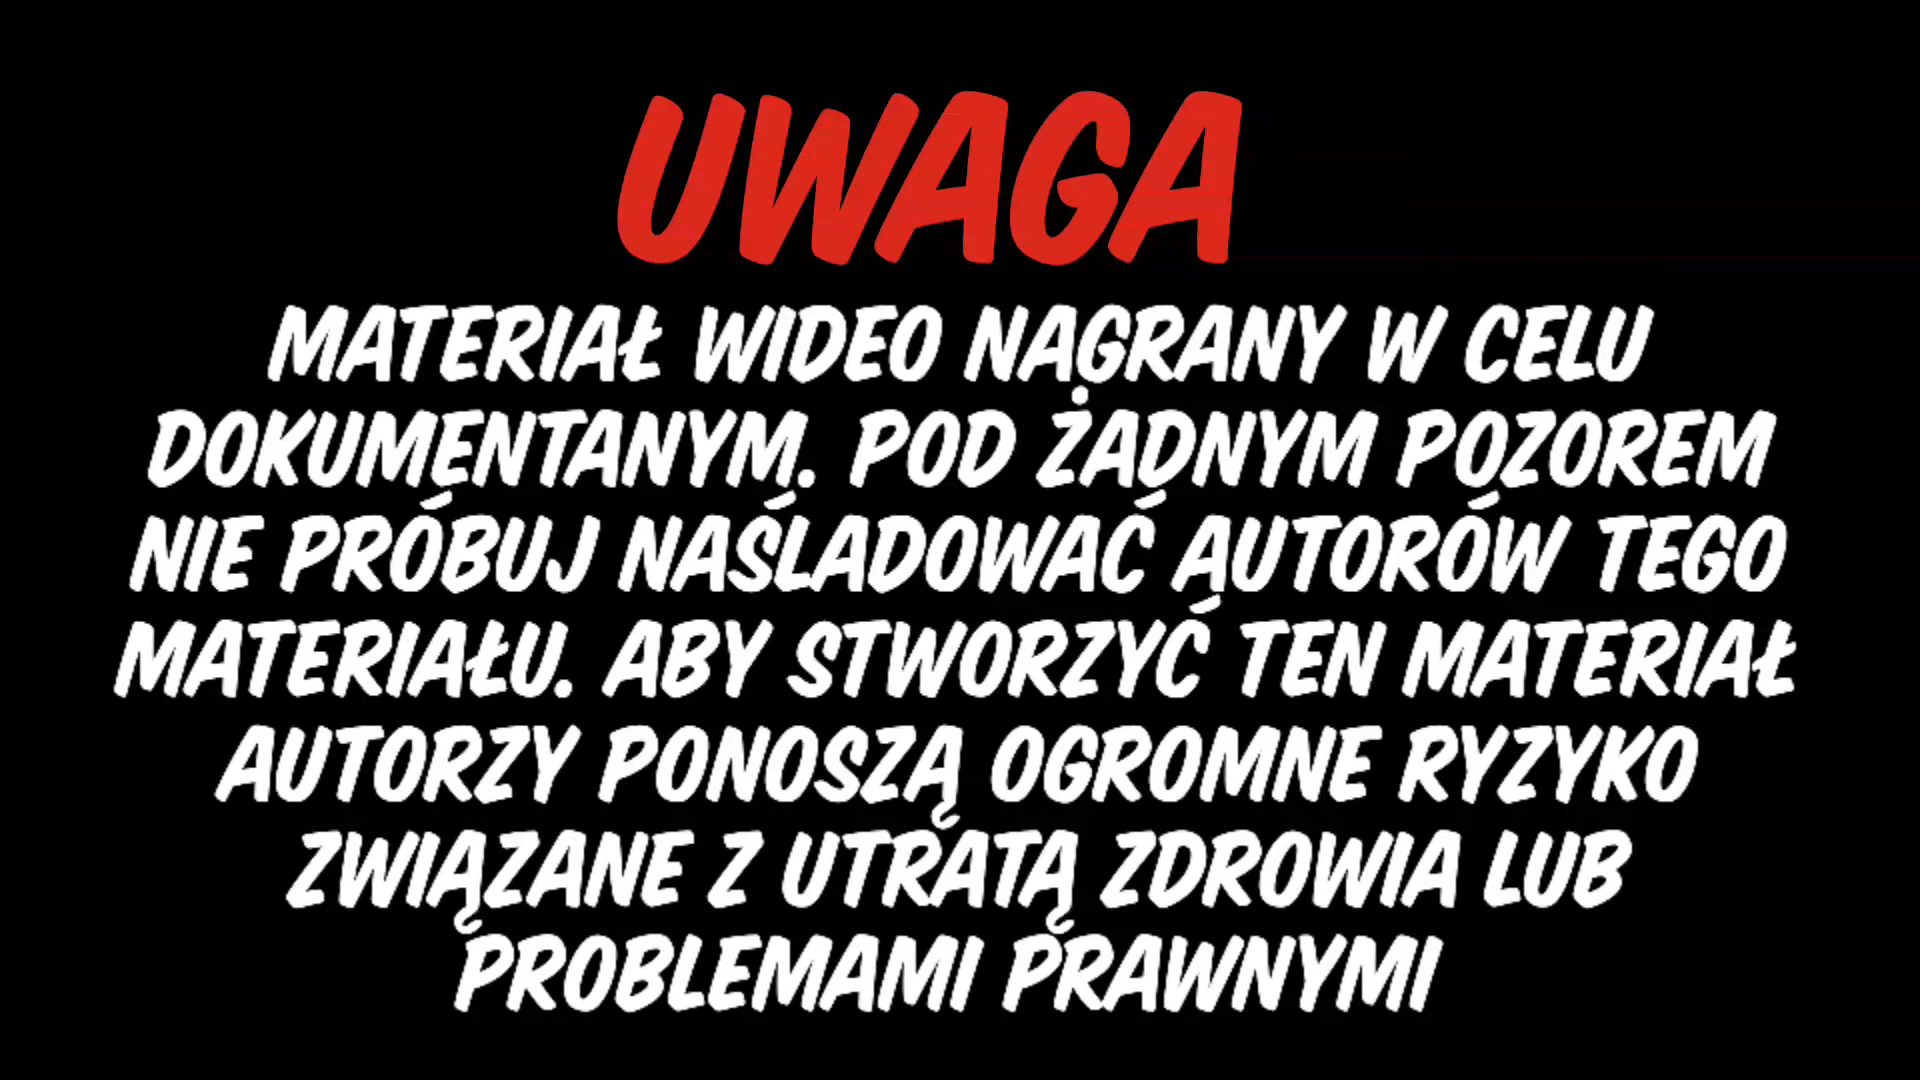 UWAGA
MATERIAŁ WIDEO NAGRANY W CELU
DOKUMENTANYM. POD ŻADNYM POZOREM
NIE PRÓBUJ NAŚLADOWAĆ AUTORÓW TEGO
MATERIAŁU. ABY STWORZYĆ TEN MATERIAŁ
AUTORZY PONOSZĄ OGROMNE RYZYKO
ZWIĄZANE Z UTRATĄ ZDROWIA LUB
PROBLEMAMI PRAWNYMI